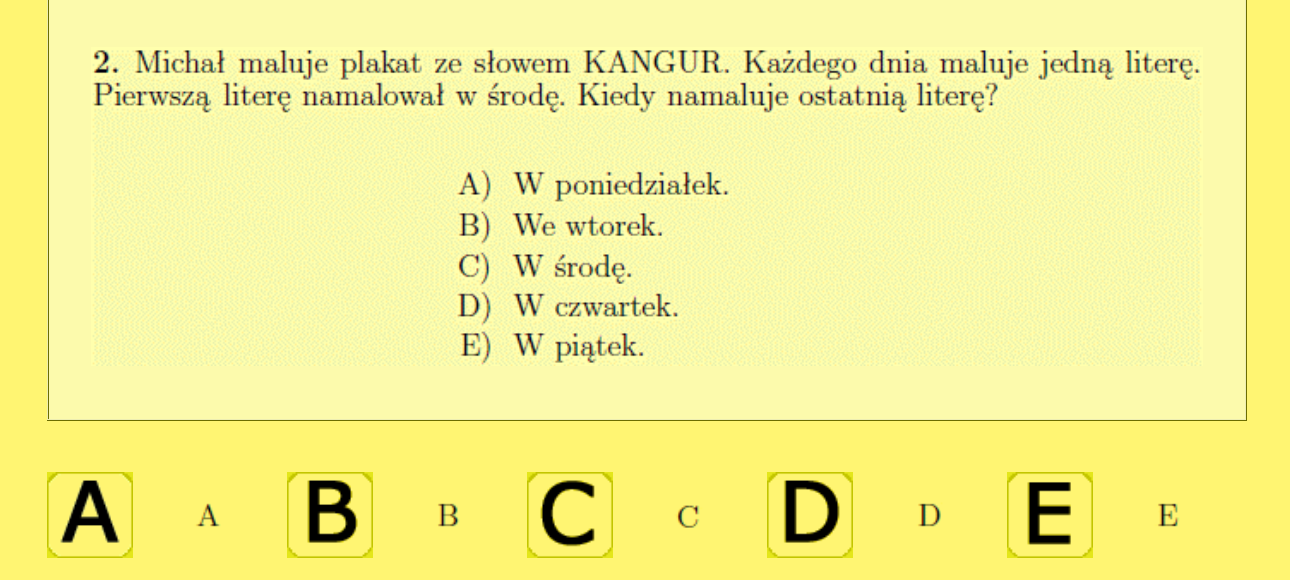 2. Michał maluje plakat ze słowem KANGUR. Każdego dnia maluje jedną literę.
Pierwszą literę namalował w środę. Kiedy namaluje ostatnią literę?
A) W poniedziałek.
B) We wtorek.
C) W środę.
D) W czwartek.
E) W piątek.
A A B B C C D D E E